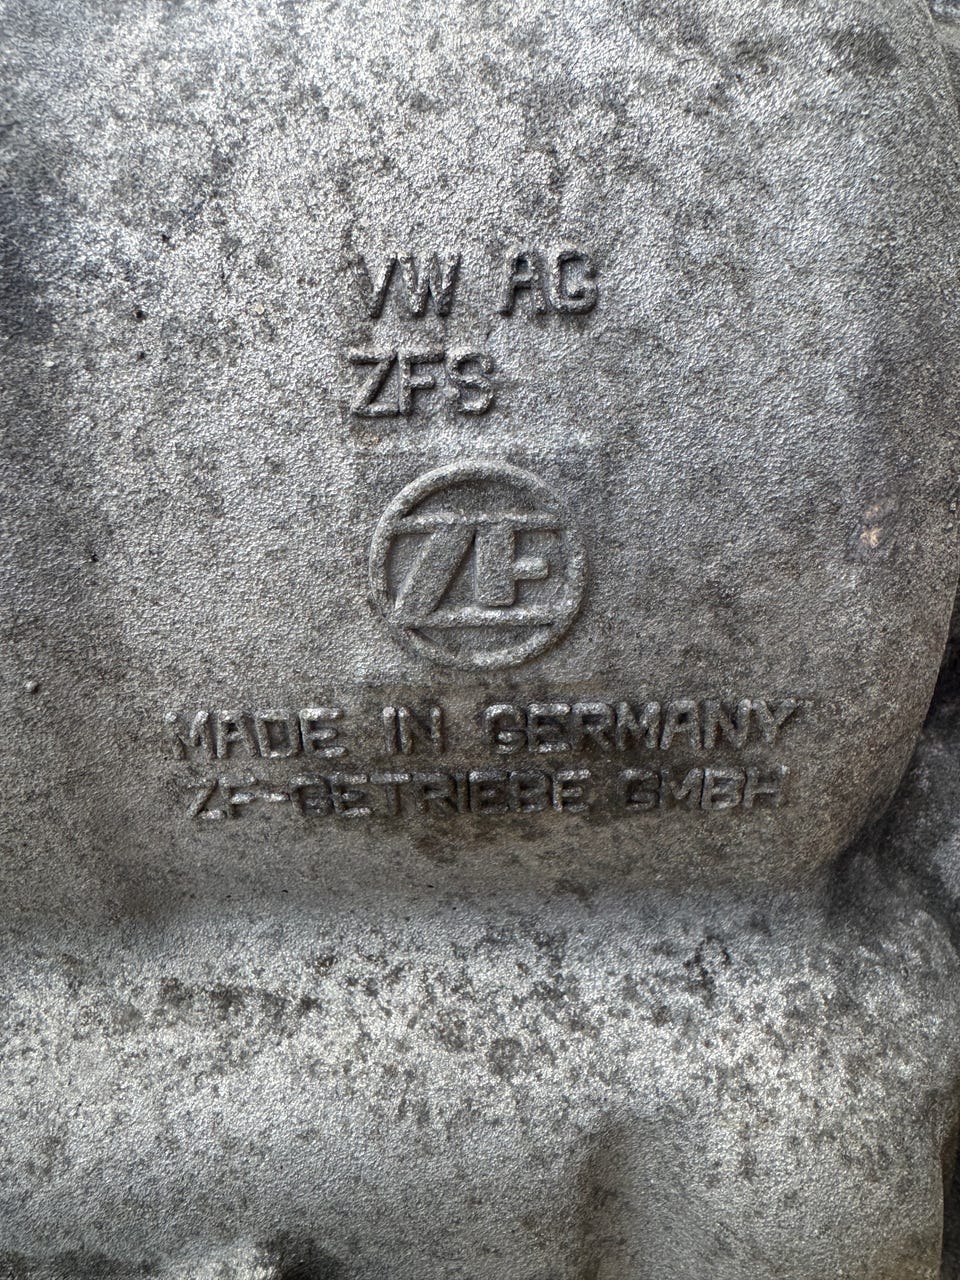 VW AG
ZFS
ZF
MADE IN GERMANY
ZF-GETRIEBE GMBH